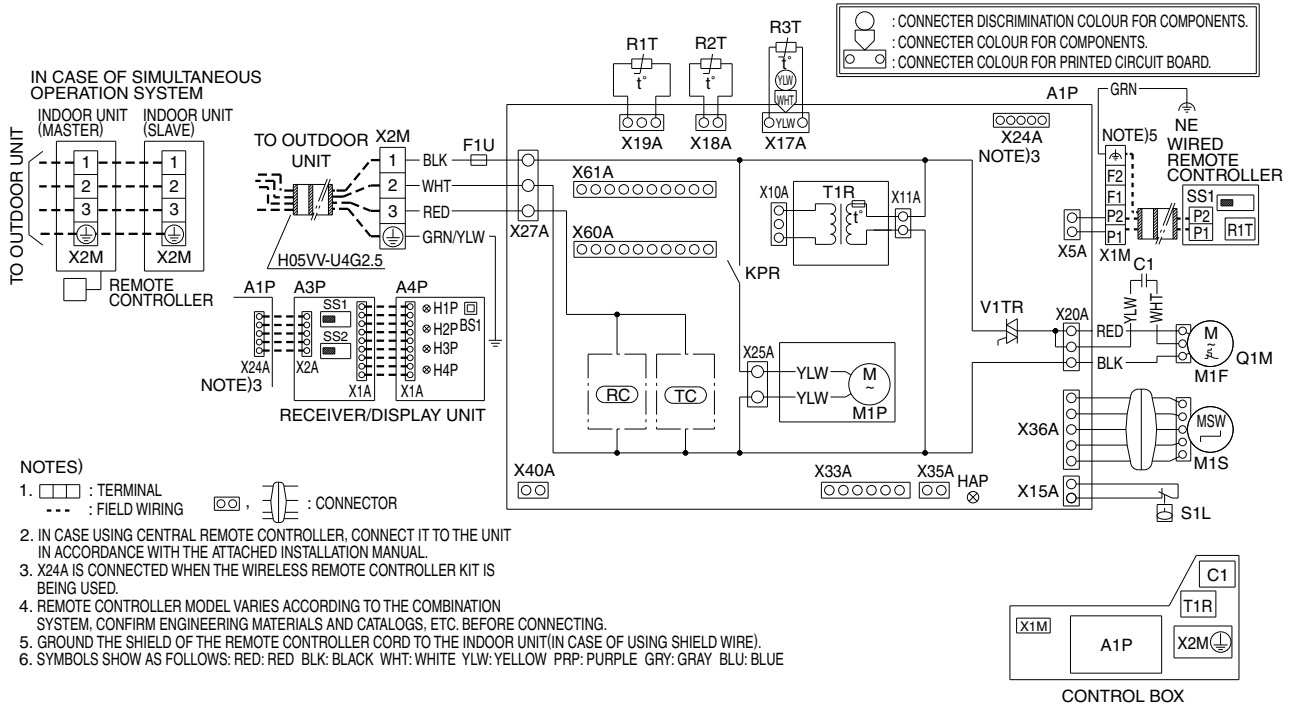 : CONNECTER DISCRIMINATION COLOUR FOR COMPONENTS.
: CONNECTER COLOUR FOR COMPONENTS.
: CONNECTER COLOUR FOR PRINTED CIRCUIT BOARD.
IN CASE OF SIMULTANEOUS
OPERATION SYSTEM
INDOOR UNIT
(MASTER)
INDOOR UNIT
(SLAVE)
TO OUTDOOR UNIT
1
2
3
X2M
1
2
3
X2M
REMOTE
CONTROLLER
TO OUTDOOR
UNIT
X2M
1
2
3
BLK
WHT
RED
GRN/YLW
F1U
X27A
H05VV-U4G2.5
R1T
t°
X19A
R2T
t°
X18A
R3T
t°
YLW
WHT
YLW
X17A
A1P
X24A
NOTE)3
X61A
X60A
X10A
T1R
t°
X11A
KPR
RC
TC
X25A
YLW
YLW
M
~
M1P
V1TR
X40A
X33A
X35A
HAP
GRN
NE
NOTE)5
F2
F1
P2
P1
X1M
X5A
WIRED
REMOTE
CONTROLLER
SS1
P2
P1
R1T
C1
YLW
WHT
X20A
RED
BLK
M
~
Q1M
M1F
X36A
MSW
M1S
X15A
S1L
A1P
X24A
NOTE)3
A3P
SS1
SS2
X2A
X1A
A4P
H1P
H2P
H3P
H4P
BS1
X1A
RECEIVER/DISPLAY UNIT
NOTES)
1. : TERMINAL
: FIELD WIRING
, : CONNECTOR
2. IN CASE USING CENTRAL REMOTE CONTROLLER, CONNECT IT TO THE UNIT
IN ACCORDANCE WITH THE ATTACHED INSTALLATION MANUAL.
3. X24A IS CONNECTED WHEN THE WIRELESS REMOTE CONTROLLER KIT IS
BEING USED.
4. REMOTE CONTROLLER MODEL VARIES ACCORDING TO THE COMBINATION
SYSTEM, CONFIRM ENGINEERING MATERIALS AND CATALOGS, ETC. BEFORE CONNECTING.
5. GROUND THE SHIELD OF THE REMOTE CONTROLLER CORD TO THE INDOOR UNIT(IN CASE OF USING SHIELD WIRE).
6. SYMBOLS SHOW AS FOLLOWS: RED: RED BLK: BLACK WHT: WHITE YLW: YELLOW PRP: PURPLE GRY: GRAY BLU: BLUE
C1
T1R
X1M
A1P
X2M
CONTROL BOX